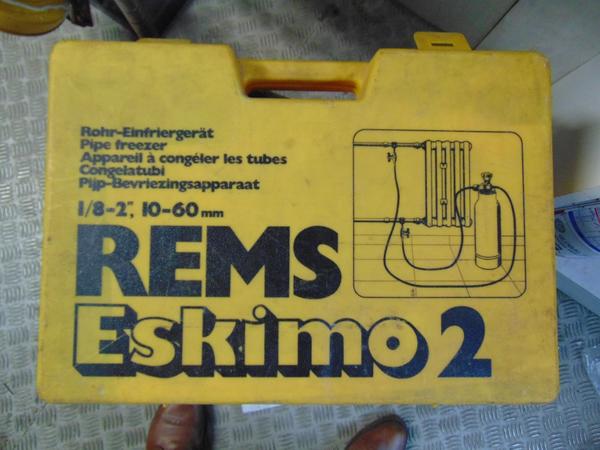 Rohr-Einfriergerät
Pipe freezer
Appareil à congéler les tubes
Congelatubi
Pijp-Bevriezingsapparaat
1/8-2", 10-60 mm
REMS
Eskimo 2